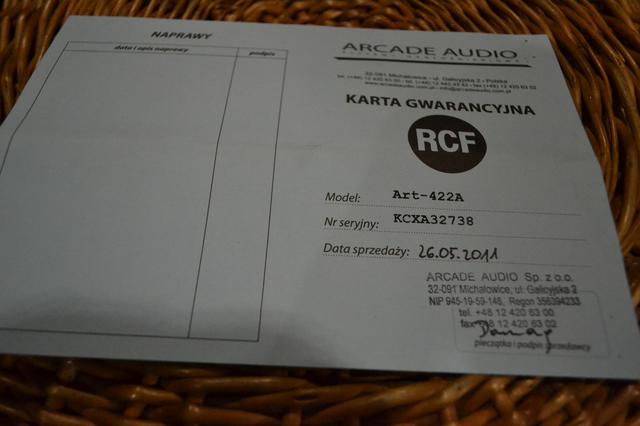 NAPRAWY
data i opis naprawy
podpis
ARCADE AUDIO
32-091 Michałowice - ul. Galicyjska 2 - Polska
KARTA GWARANCYJNA
RCF
Model: Art-422A
Nr seryjny: KCXA32738
Data sprzedaży: 26.05.2011
ARCADE AUDIO Sp. z o.o.
32-091 Michałowice, ul. Galicyjska 2
NIP 945-19-59-146, Regon 356394233
tel. +48 12 420 63 00
fax +48 12 420 63 02
pieczątka i podpis sprzedawcy